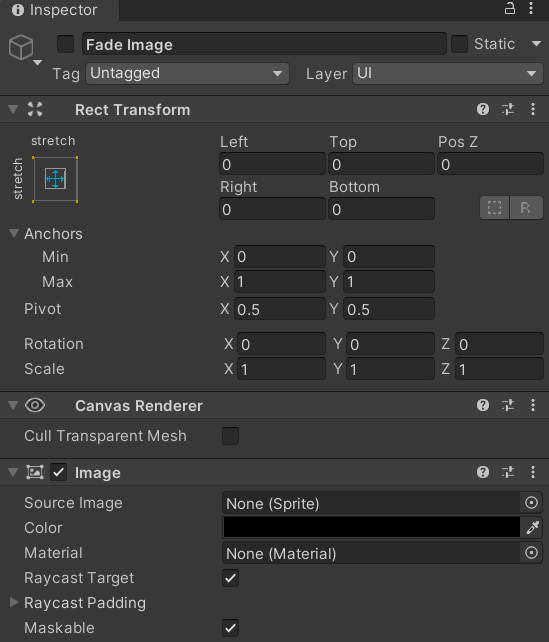 Inspector
Fade Image
Static
Tag Untagged Layer UI
Rect Transform
stretch
stretch
Left Top Pos Z
0 0 0
Right Bottom
0 0
R
Anchors
Min X 0 Y 0
Max X 1 Y 1
Pivot X 0.5 Y 0.5
Rotation X 0 Y 0 Z 0
Scale X 1 Y 1 Z 1
Canvas Renderer
Cull Transparent Mesh
Image
Source Image None (Sprite)
Color
Material None (Material)
Raycast Target
Raycast Padding
Maskable